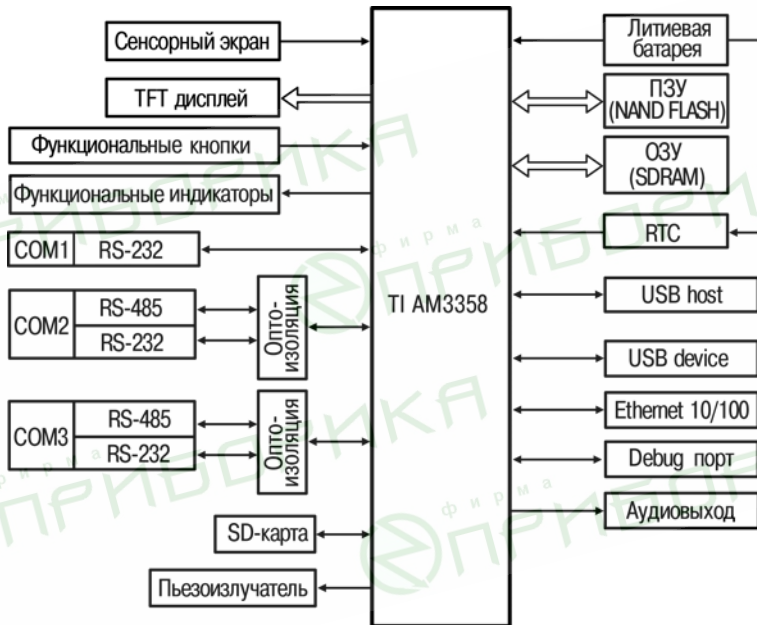 Сенсорный экран
TFT дисплей
Функциональные кнопки
Функциональные индикаторы
COM1 RS-232
COM2
RS-485
RS-232
Опто-
изоляция
COM3
RS-485
RS-232
Опто-
изоляция
SD-карта
Пьезоизлучатель
TI AM3358
Литиевая
батарея
ПЗУ
(NAND FLASH)
ОЗУ
(SDRAM)
RTC
USB host
USB device
Ethernet 10/100
Debug порт
Аудиовыход
фирма
ПРИБОРИКА